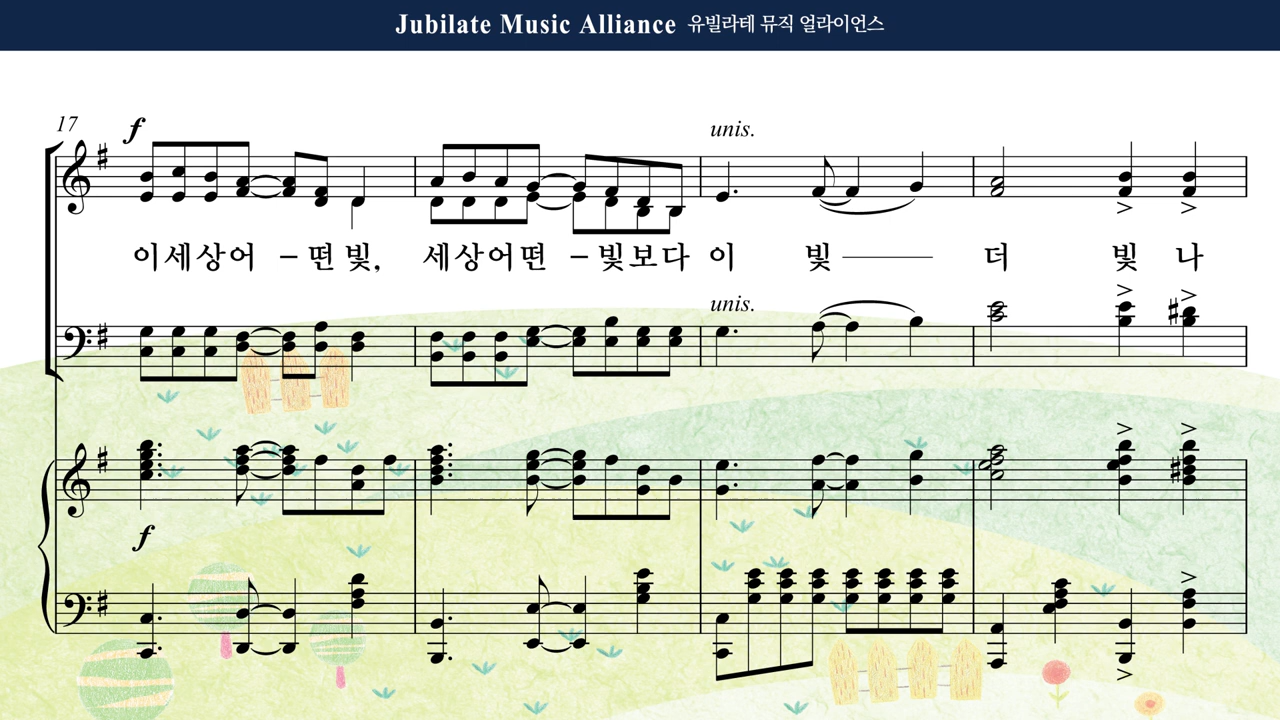 Jubilate Music Alliance 유빌라테 뮤직 얼라이언스
17
f
unis.
이세상어 – 떤 빛, 세상어떤 – 빛보다 이 빛 더 빛 나
unis.
f